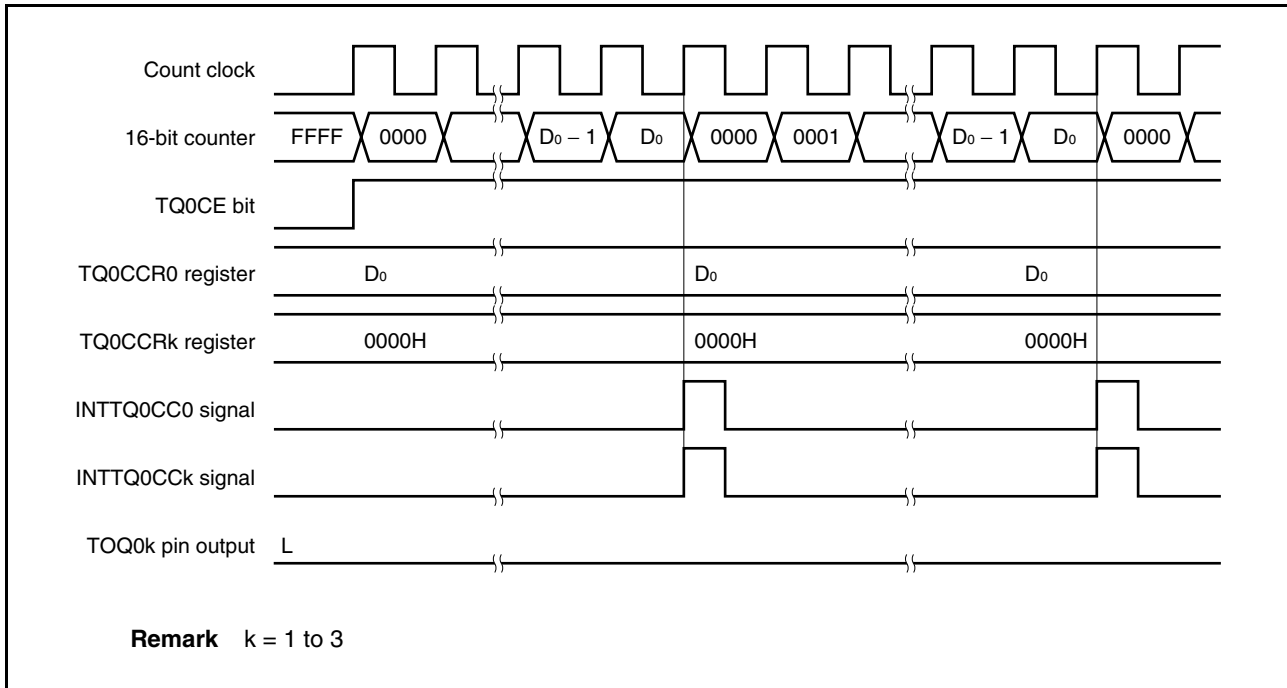 Count clock
16-bit counter FFFF 0000 D₀ − 1 D₀ 0000 0001 D₀ − 1 D₀ 0000
TQ0CE bit
TQ0CCR0 register D₀ D₀ D₀
TQ0CCRk register 0000H 0000H 0000H
INTTQ0CC0 signal
INTTQ0CCk signal
TOQ0k pin output L
Remark k = 1 to 3